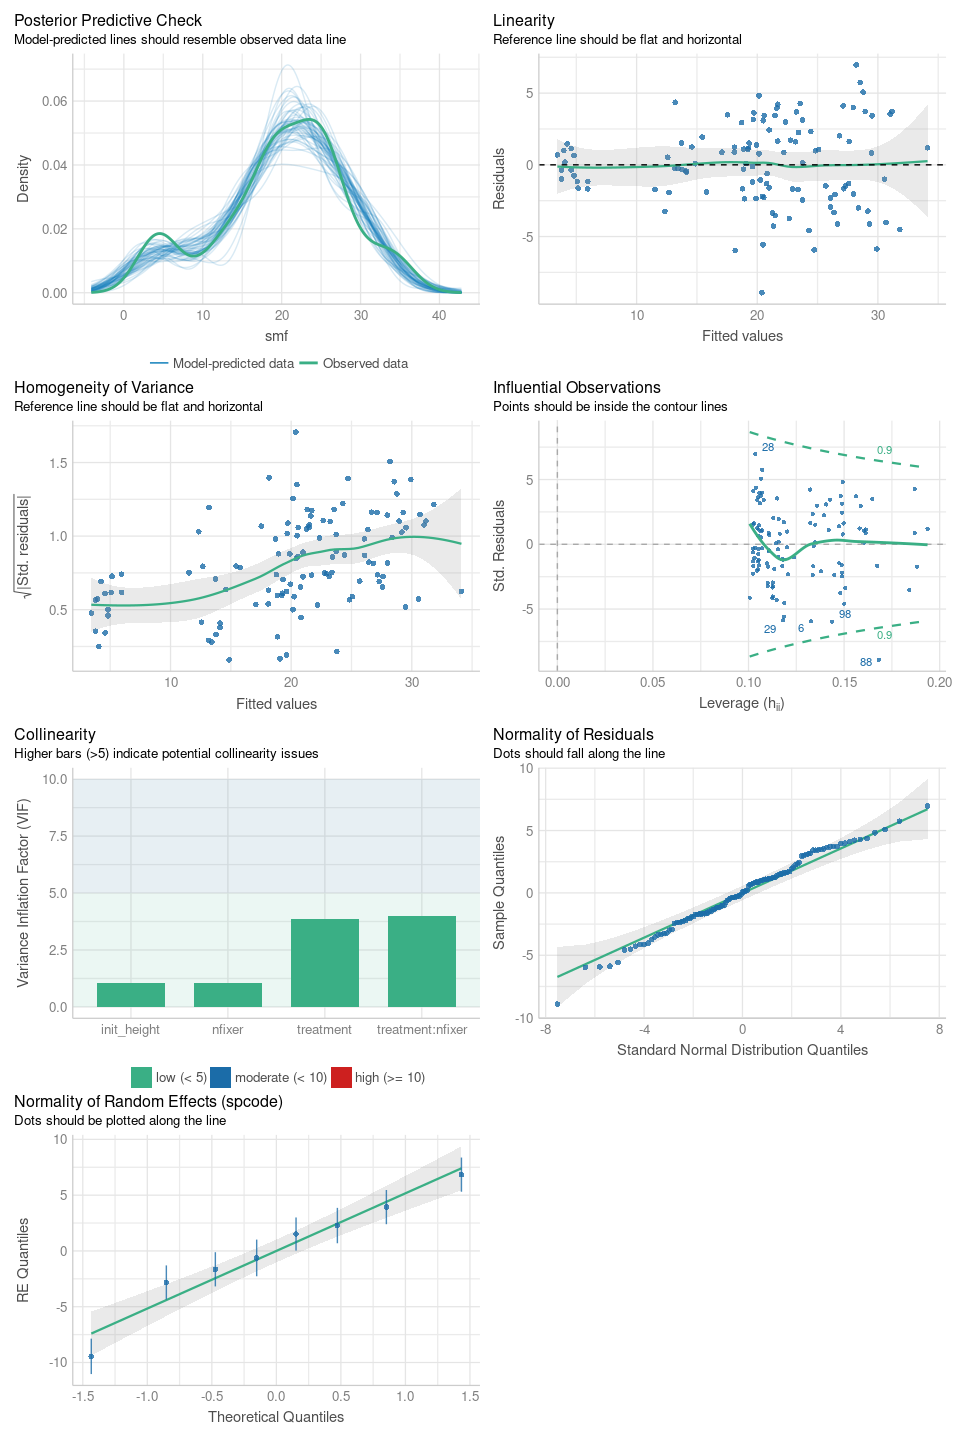 Posterior Predictive Check
Model-predicted lines should resemble observed data line
Density
0.06
0.04
0.02
0.00
0
10
20
30
40
smf
Model-predicted data
Observed data
Linearity
Reference line should be flat and horizontal
Residuals
5
0
-5
10
20
30
Fitted values
Homogeneity of Variance
Reference line should be flat and horizontal
√|Std. residuals|
1.5
1.0
0.5
10
20
30
Fitted values
Influential Observations
Points should be inside the contour lines
Std. Residuals
5
0
-5
28
0.9
29
6
98
0.9
88
0.00
0.05
0.10
0.15
0.20
Leverage (hii)
Collinearity
Higher bars (>5) indicate potential collinearity issues
Variance Inflation Factor (VIF)
10.0
7.5
5.0
2.5
0.0
init_height
nfixer
treatment
treatment:nfixer
low (< 5)
moderate (< 10)
high (>= 10)
Normality of Residuals
Dots should fall along the line
Sample Quantiles
10
5
0
-5
-10
-8
-4
0
4
8
Standard Normal Distribution Quantiles
Normality of Random Effects (spcode)
Dots should be plotted along the line
RE Quantiles
10
5
0
-5
-10
-1.5
-1.0
-0.5
0.0
0.5
1.0
1.5
Theoretical Quantiles